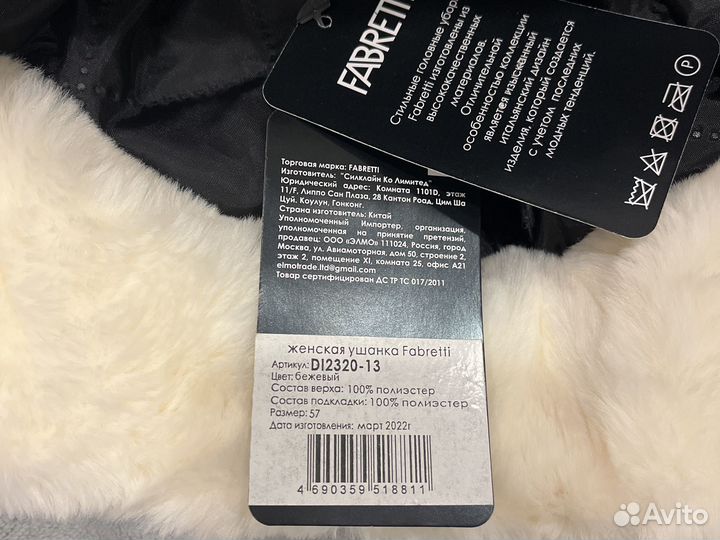 FABRETTI
Стильные головные уборы
Fabretti изготовлены из
высококачественных
материалов.
Отличительной
особенностью коллекции
является изысканный
итальянский дизайн
изделия, который создается
с учетом последних
модных тенденций.
P
Торговая марка: FABRETTI
Изготовитель: "Силклайн Ко Лимитед"
Юридический адрес: Комната 1101D, этаж
11/F, Липпо Сан Плаза, 28 Кантон Роад, Цим Ша
Цуй, Коулун, Гонконг.
Страна изготовитель: Китай
Уполномоченный Импортер, организация,
уполномоченная на принятие претензий,
продавец: ООО «ЭЛМО» 111024, Россия, город
Москва, ул. Авиамоторная, дом 50, строение 2,
этаж 2, помещение XI, комната 25, офис А21
elmotrade.ltd@gmail.com
Товар сертифицирован ДС ТР ТС 017/2011
женская ушанка Fabretti
Артикул: DI2320-13
Цвет: бежевый
Состав верха: 100% полиэстер
Состав подкладки: 100% полиэстер
Размер: 57
Дата изготовления: март 2022г
4 690359 518811
Avito